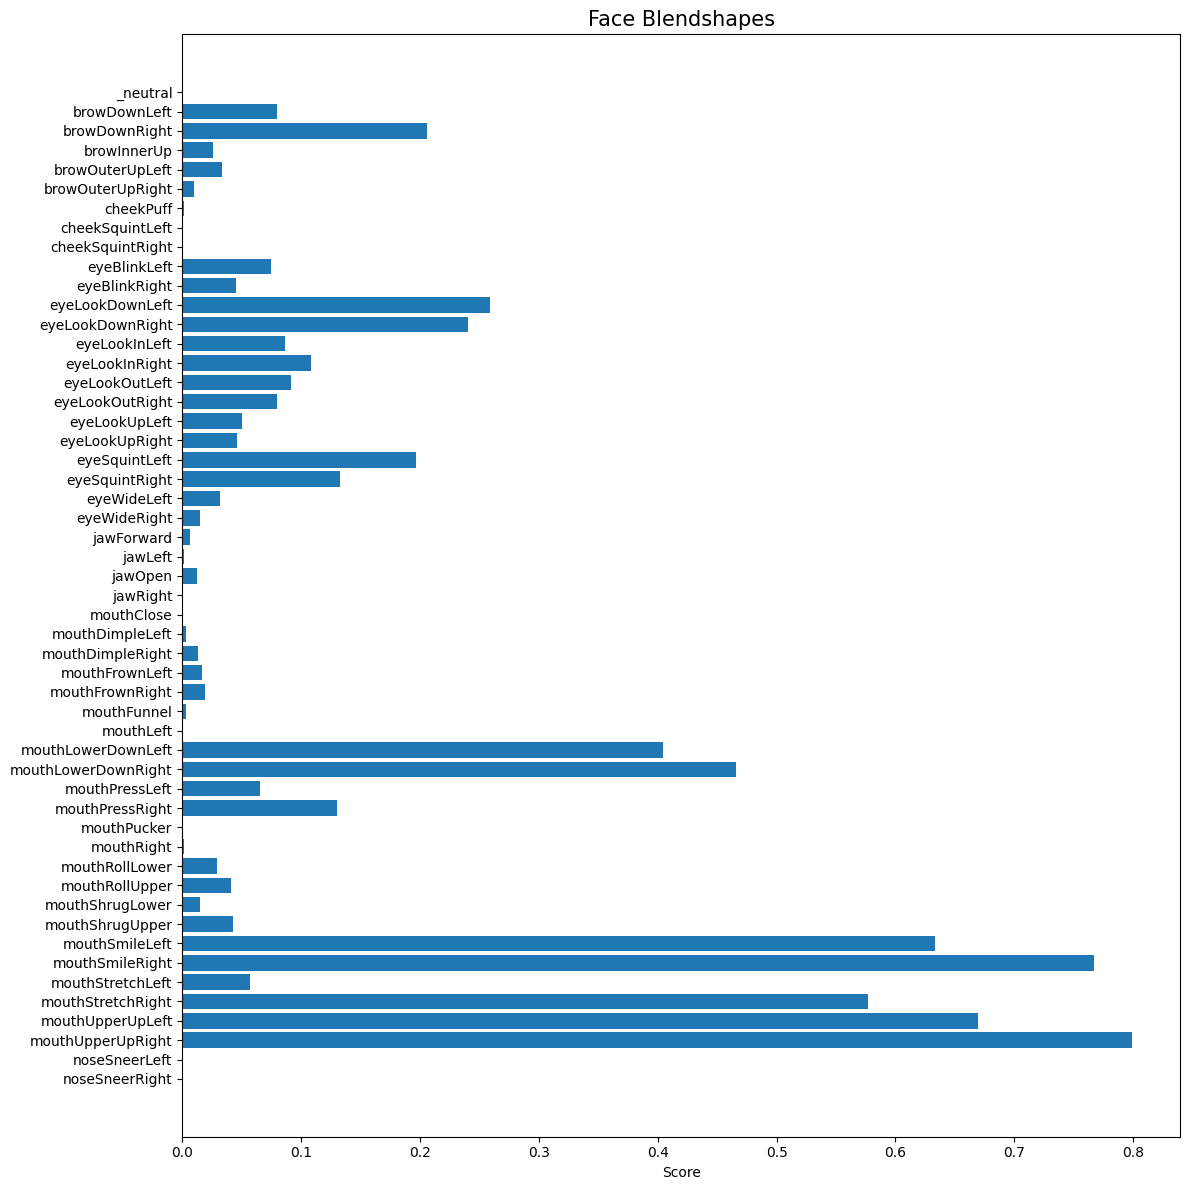 Face Blendshapes
_neutral
browDownLeft
browDownRight
browInnerUp
browOuterUpLeft
browOuterUpRight
cheekPuff
cheekSquintLeft
cheekSquintRight
eyeBlinkLeft
eyeBlinkRight
eyeLookDownLeft
eyeLookDownRight
eyeLookInLeft
eyeLookInRight
eyeLookOutLeft
eyeLookOutRight
eyeLookUpLeft
eyeLookUpRight
eyeSquintLeft
eyeSquintRight
eyeWideLeft
eyeWideRight
jawForward
jawLeft
jawOpen
jawRight
mouthClose
mouthDimpleLeft
mouthDimpleRight
mouthFrownLeft
mouthFrownRight
mouthFunnel
mouthLeft
mouthLowerDownLeft
mouthLowerDownRight
mouthPressLeft
mouthPressRight
mouthPucker
mouthRight
mouthRollLower
mouthRollUpper
mouthShrugLower
mouthShrugUpper
mouthSmileLeft
mouthSmileRight
mouthStretchLeft
mouthStretchRight
mouthUpperUpLeft
mouthUpperUpRight
noseSneerLeft
noseSneerRight
0.0 0.1 0.2 0.3 0.4 0.5 0.6 0.7 0.8
Score